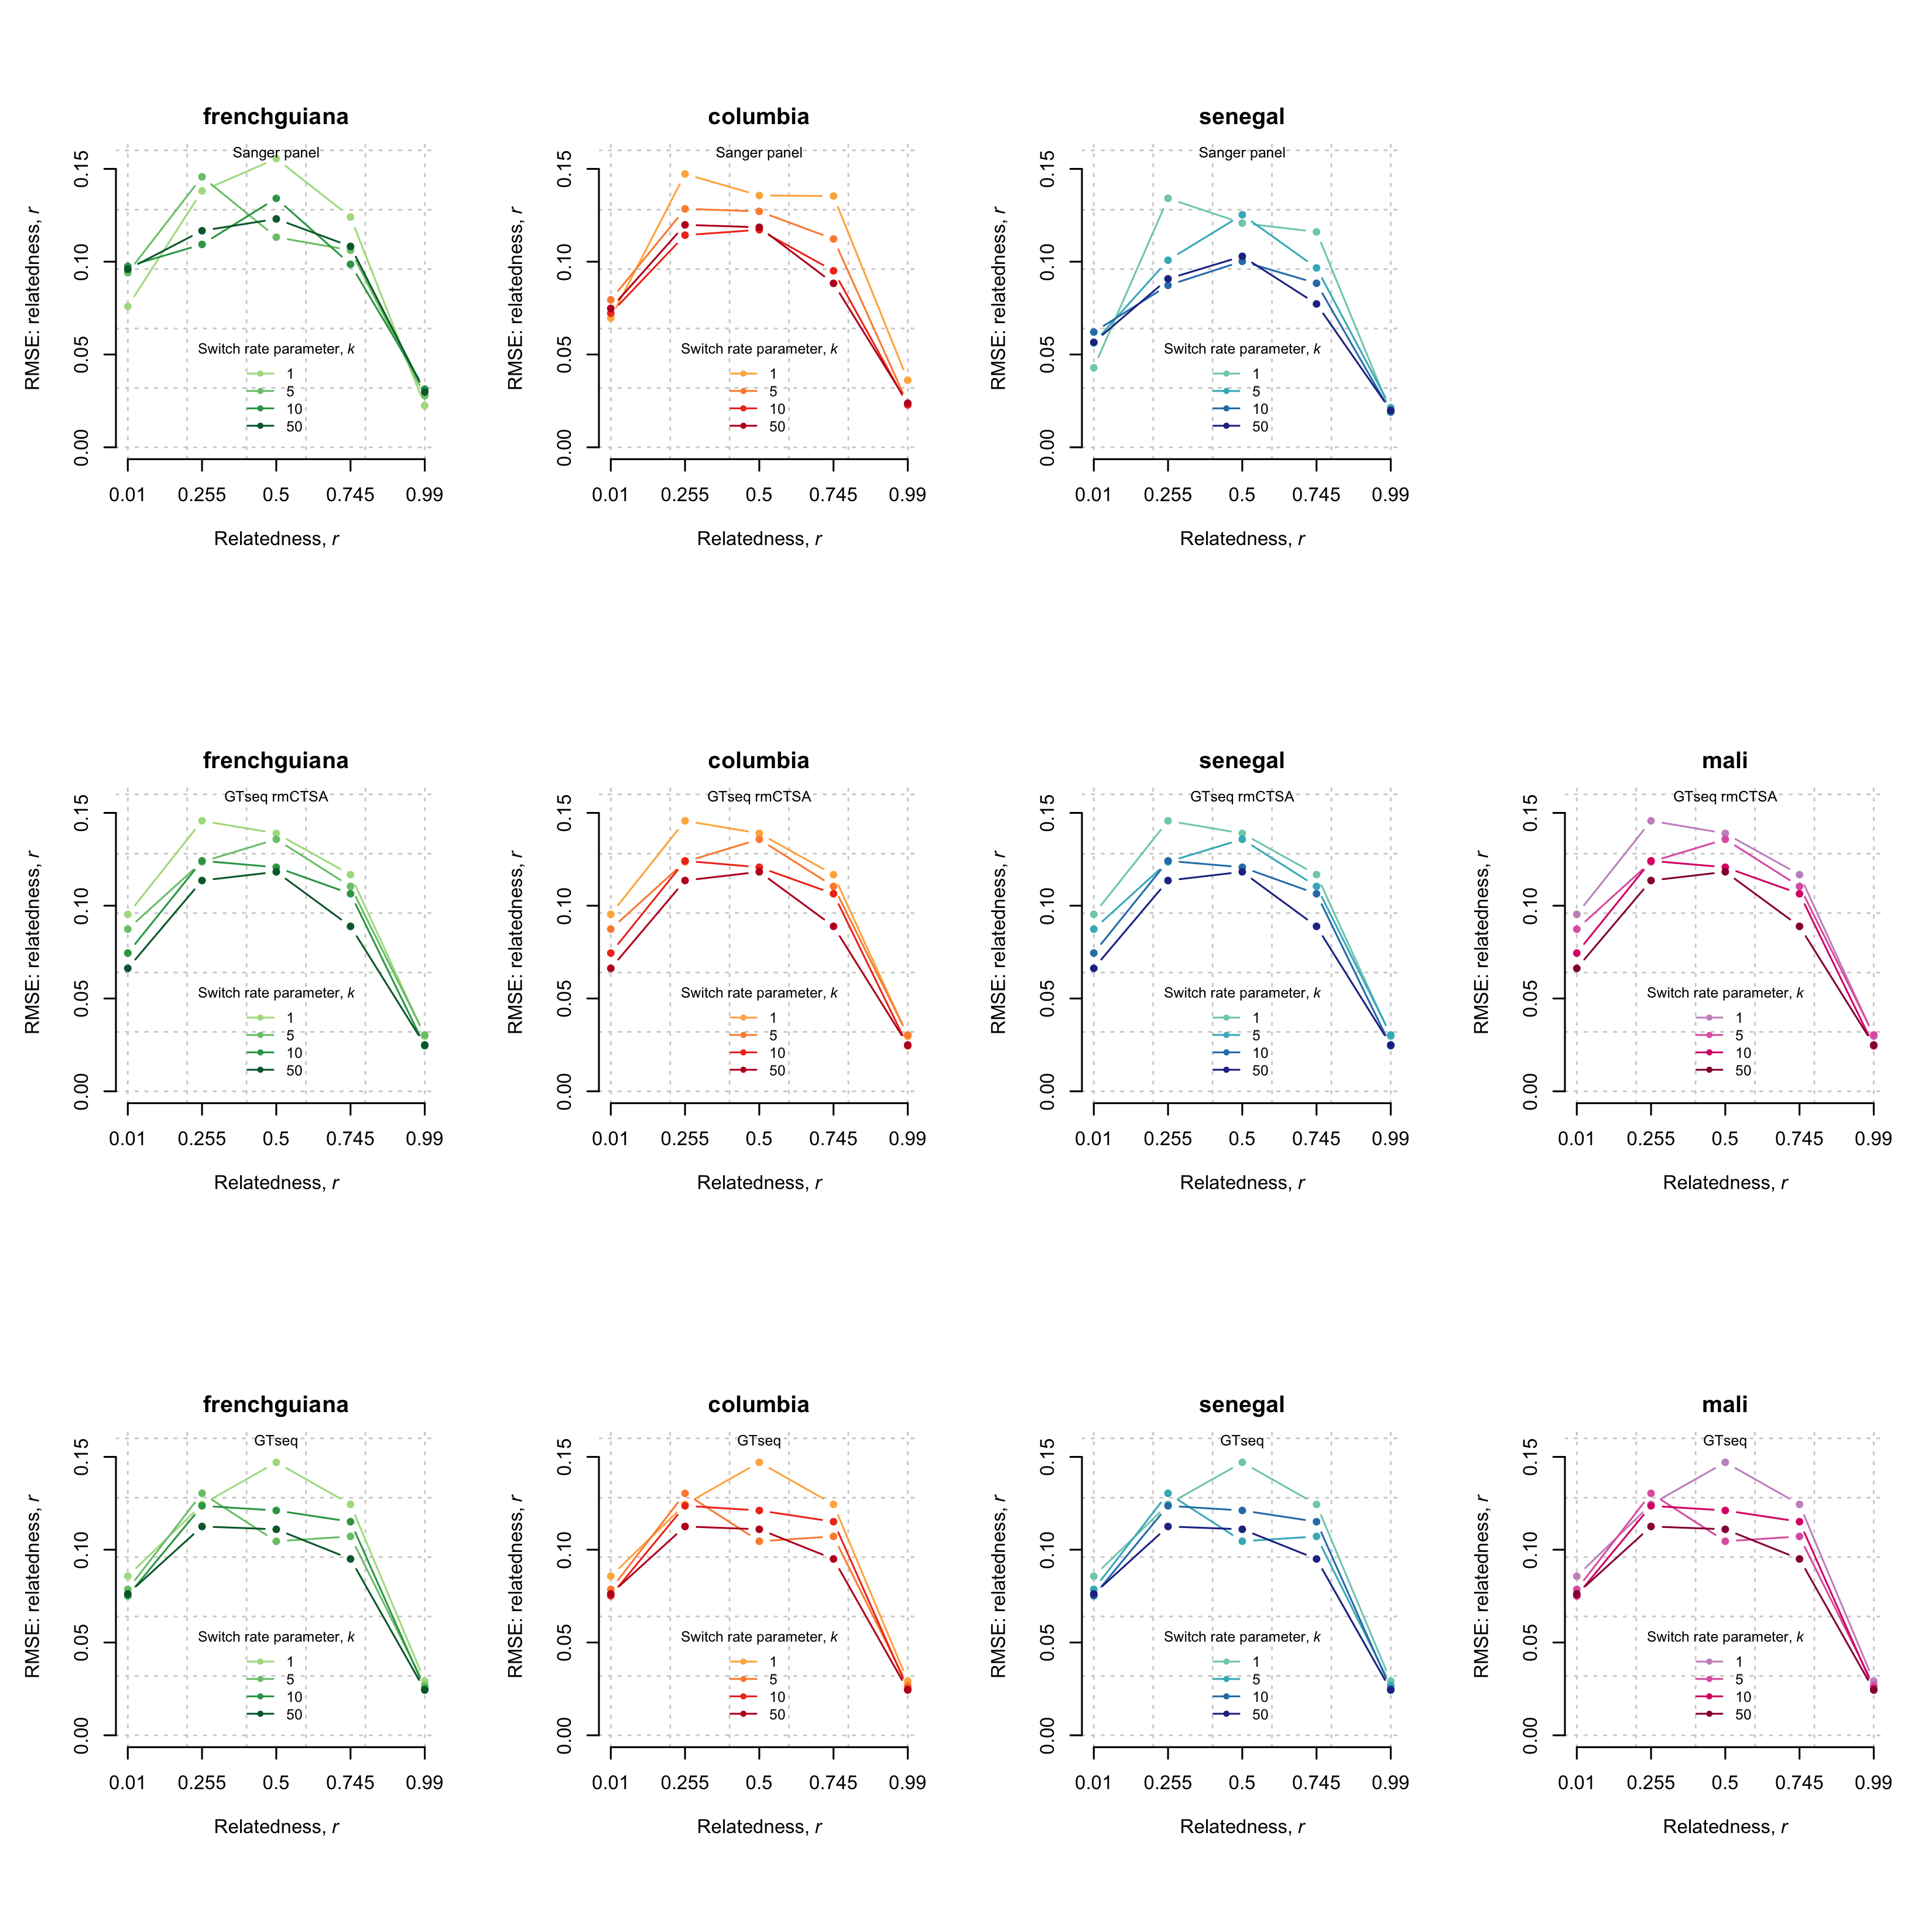 frenchguiana
Sanger panel
RMSE: relatedness, r
0.15
0.10
0.05
0.00
Switch rate parameter, k
1
5
10
50
0.01 0.255 0.5 0.745 0.99
Relatedness, r
columbia
Sanger panel
RMSE: relatedness, r
0.15
0.10
0.05
0.00
Switch rate parameter, k
1
5
10
50
0.01 0.255 0.5 0.745 0.99
Relatedness, r
senegal
Sanger panel
RMSE: relatedness, r
0.15
0.10
0.05
0.00
Switch rate parameter, k
1
5
10
50
0.01 0.255 0.5 0.745 0.99
Relatedness, r
frenchguiana
GTseq rmCTSA
RMSE: relatedness, r
0.15
0.10
0.05
0.00
Switch rate parameter, k
1
5
10
50
0.01 0.255 0.5 0.745 0.99
Relatedness, r
columbia
GTseq rmCTSA
RMSE: relatedness, r
0.15
0.10
0.05
0.00
Switch rate parameter, k
1
5
10
50
0.01 0.255 0.5 0.745 0.99
Relatedness, r
senegal
GTseq rmCTSA
RMSE: relatedness, r
0.15
0.10
0.05
0.00
Switch rate parameter, k
1
5
10
50
0.01 0.255 0.5 0.745 0.99
Relatedness, r
mali
GTseq rmCTSA
RMSE: relatedness, r
0.15
0.10
0.05
0.00
Switch rate parameter, k
1
5
10
50
0.01 0.255 0.5 0.745 0.99
Relatedness, r
frenchguiana
GTseq
RMSE: relatedness, r
0.15
0.10
0.05
0.00
Switch rate parameter, k
1
5
10
50
0.01 0.255 0.5 0.745 0.99
Relatedness, r
columbia
GTseq
RMSE: relatedness, r
0.15
0.10
0.05
0.00
Switch rate parameter, k
1
5
10
50
0.01 0.255 0.5 0.745 0.99
Relatedness, r
senegal
GTseq
RMSE: relatedness, r
0.15
0.10
0.05
0.00
Switch rate parameter, k
1
5
10
50
0.01 0.255 0.5 0.745 0.99
Relatedness, r
mali
GTseq
RMSE: relatedness, r
0.15
0.10
0.05
0.00
Switch rate parameter, k
1
5
10
50
0.01 0.255 0.5 0.745 0.99
Relatedness, r